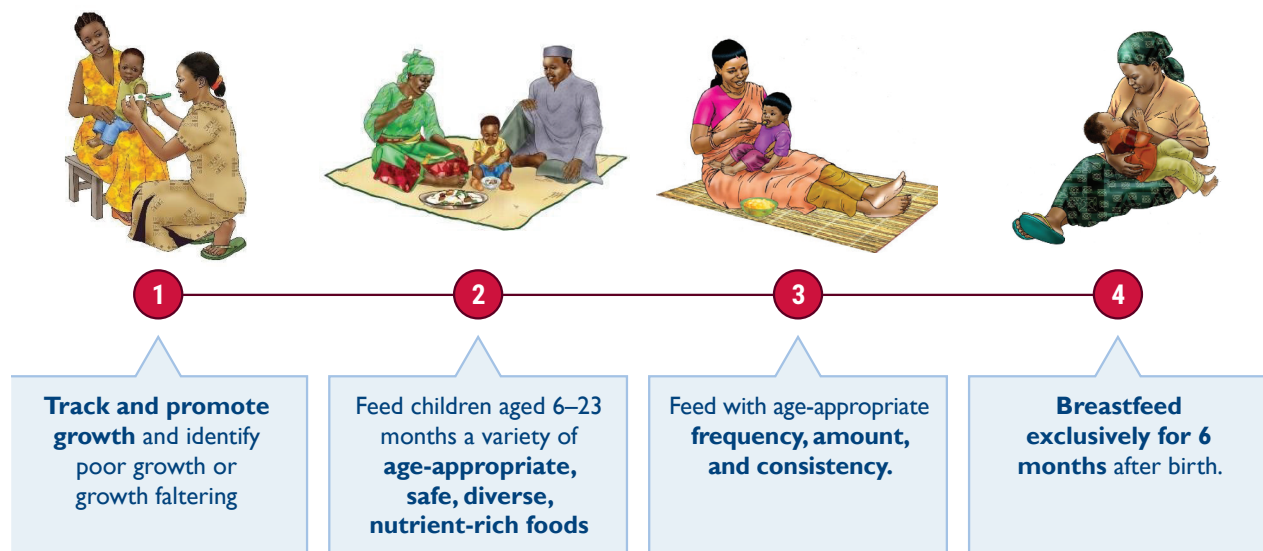 1
2
3
4
Track and promote
growth and identify
poor growth or
growth faltering
Feed children aged 6–23
months a variety of
age-appropriate,
safe, diverse,
nutrient-rich foods
Feed with age-appropriate
frequency, amount,
and consistency.
Breastfeed
exclusively for 6
months after birth.